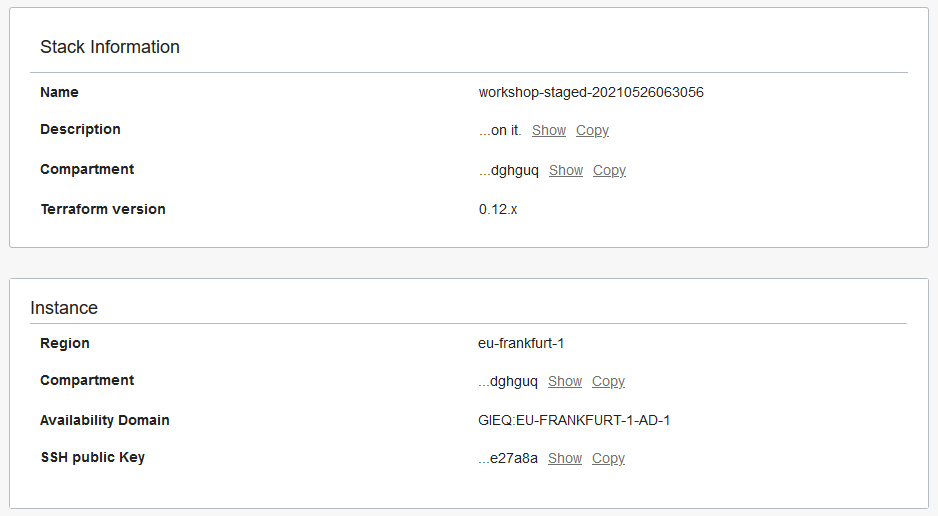 Stack Information
Name workshop-staged-20210526063056
Description ...on it. Show Copy
Compartment ...dghguq Show Copy
Terraform version 0.12.x
Instance
Region eu-frankfurt-1
Compartment ...dghguq Show Copy
Availability Domain GIEQ:EU-FRANKFURT-1-AD-1
SSH public Key ...e27a8a Show Copy